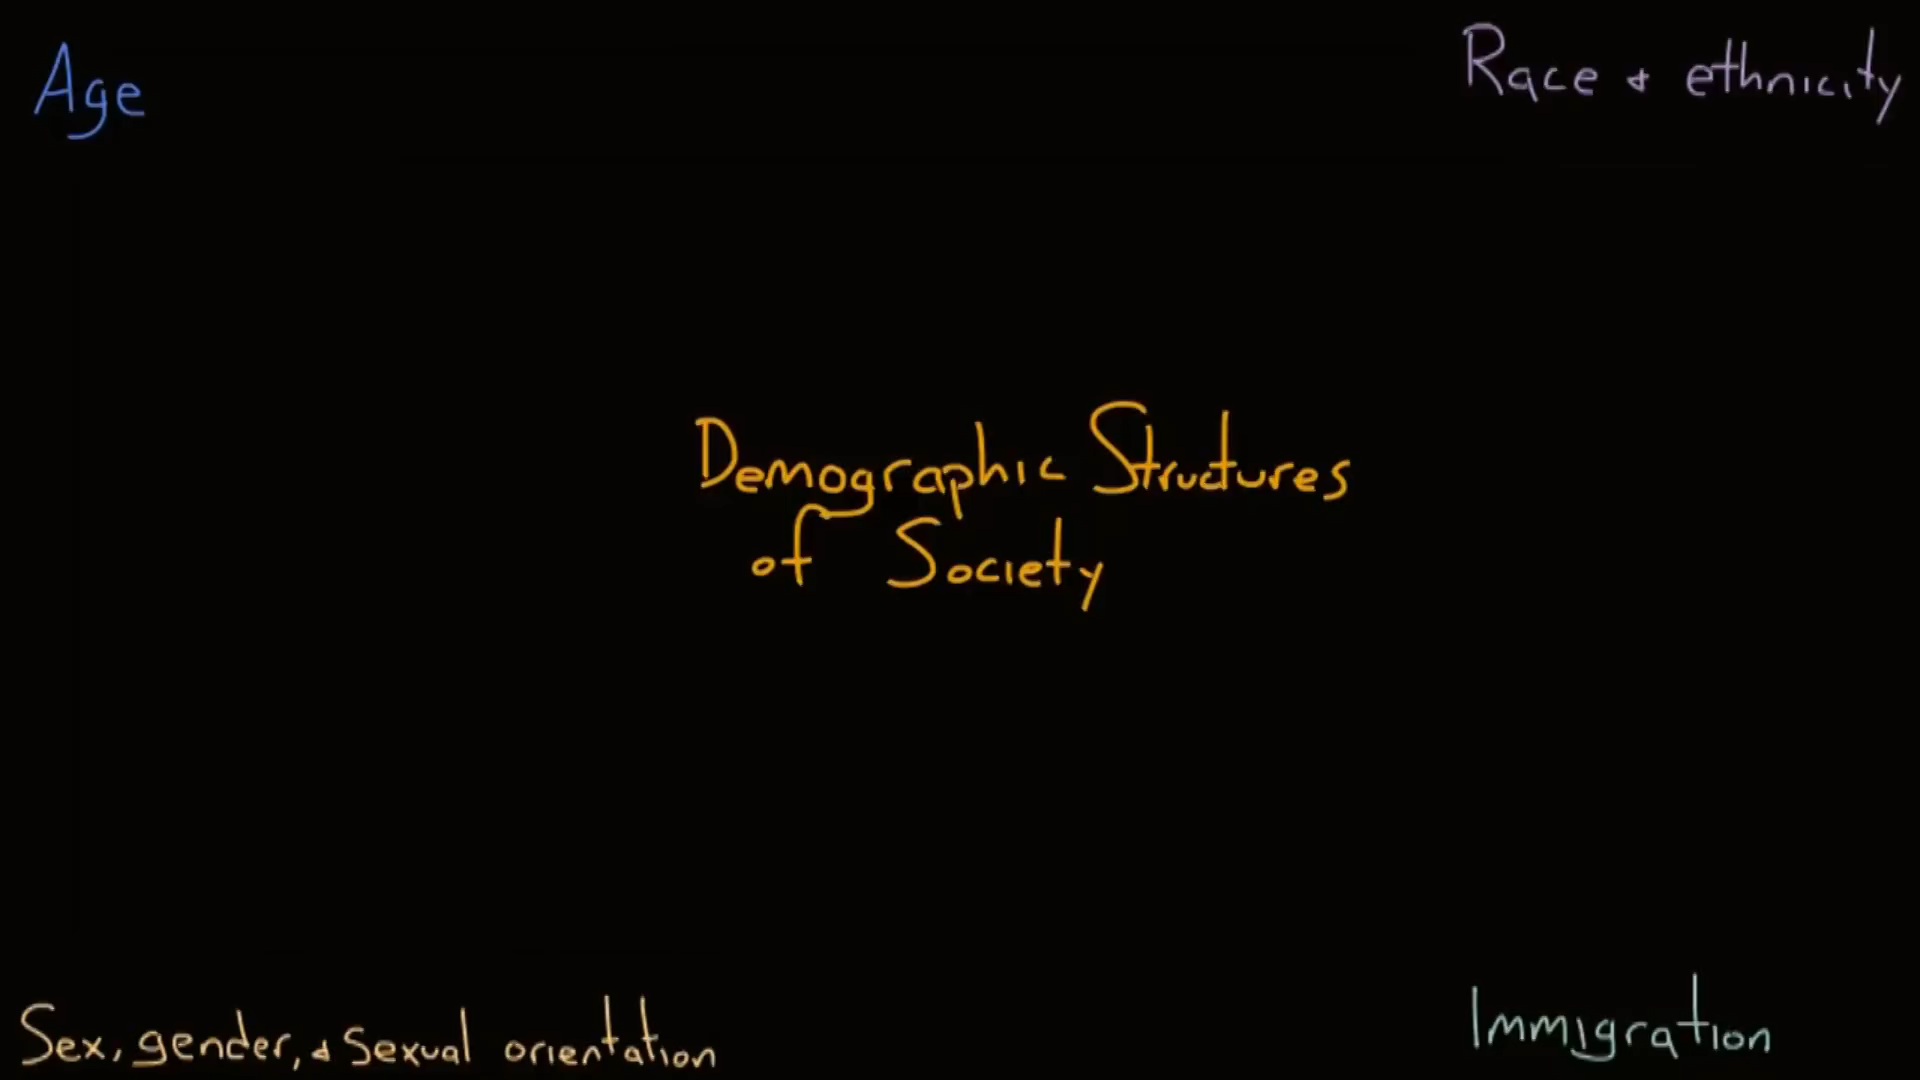 Age
Race & ethnicity
Demographic Structures
of Society
Sex, gender, & Sexual orientation
Immigration